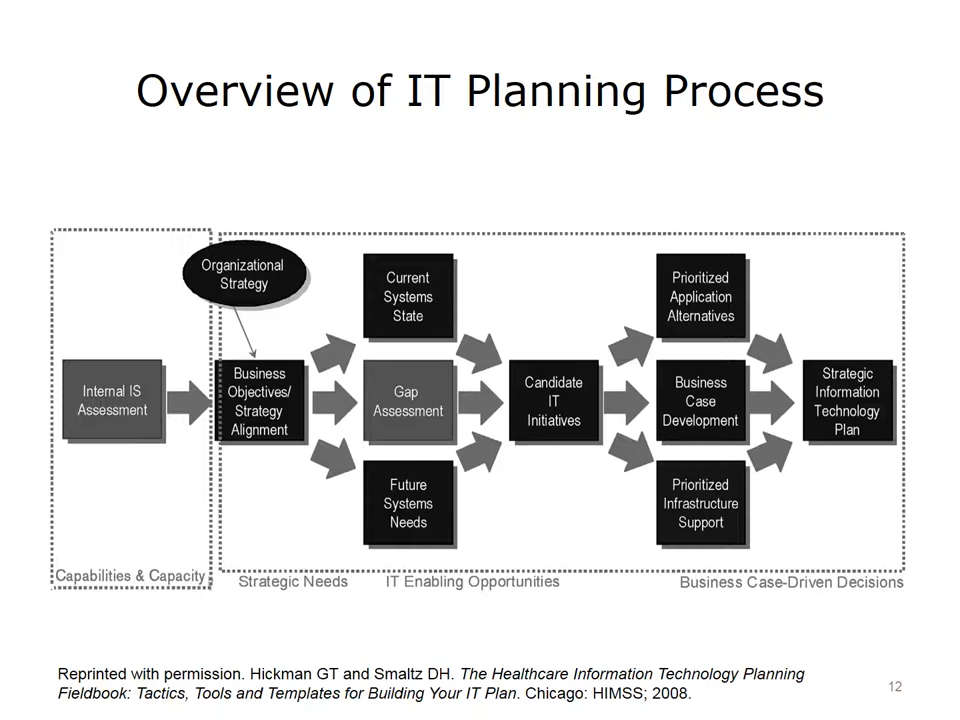 Overview of IT Planning Process
Organizational
Strategy
Internal IS
Assessment
Business
Objectives/
Strategy
Alignment
Current
Systems
State
Gap
Assessment
Future
Systems
Needs
Candidate
IT
Initiatives
Prioritized
Application
Alternatives
Business
Case
Development
Prioritized
Infrastructure
Support
Strategic
Information
Technology
Plan
Capabilities & Capacity
Strategic Needs
IT Enabling Opportunities
Business Case-Driven Decisions
Reprinted with permission. Hickman GT and Smaltz DH. The Healthcare Information Technology Planning
Fieldbook: Tactics, Tools and Templates for Building Your IT Plan. Chicago: HIMSS; 2008.
12